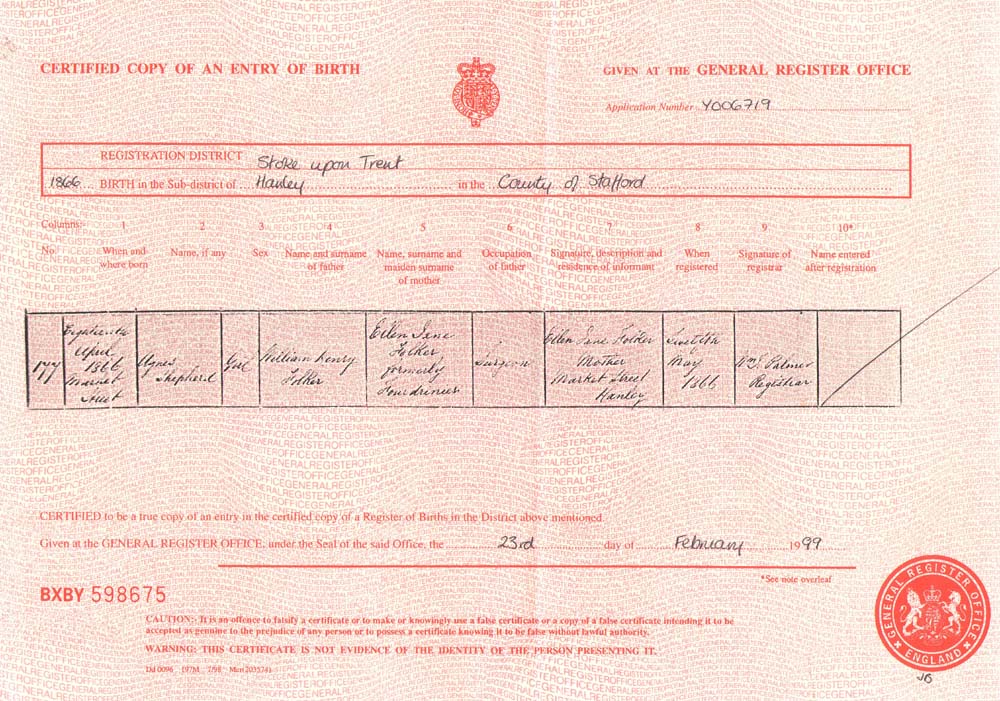 CERTIFIED COPY OF AN ENTRY OF BIRTH
GIVEN AT THE GENERAL REGISTER OFFICE
Application Number Y006719
REGISTRATION DISTRICT Stoke upon Trent
1866 BIRTH in the Sub-district of Hanley in the County of Stafford
Columns:- 1 2 3 4 5 6 7 8 9 10*
No. When and where born Name, if any Sex Name and surname of father Name, surname and maiden surname of mother Occupation of father Signature, description and residence of informant When registered Signature of registrar Name entered after registration
177
Eighteenth
April
1866
Market
Street
Agnes
Shepherd
Girl
William Henry
Folker
Ellen Jane
Folker
formerly
Fourdrinier
Surgeon
Ellen Jane Folker
Mother
Market Street
Hanley
May
1866
Palmer
Registrar
CERTIFIED to be a true copy of an entry in the certified copy of a Register of Births in the District above mentioned.
Given at the GENERAL REGISTER OFFICE, under the Seal of the said Office, the 23rd day of February 1999
*See note overleaf
BXBY 598675
CAUTION:- It is an offence to falsify a certificate or to make or knowingly use a false certificate or a copy of a false certificate intending it to be
accepted as genuine to the prejudice of any person or to possess a certificate knowing it to be false without lawful authority.
WARNING: THIS CERTIFICATE IS NOT EVIDENCE OF THE IDENTITY OF THE PERSON PRESENTING IT.
GENERAL REGISTER OFFICE
ENGLAND